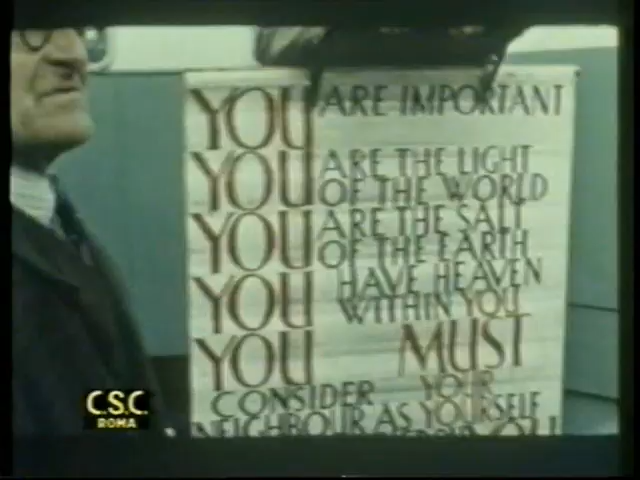 YOU ARE IMPORTANT
YOU ARE THE LIGHT
OF THE WORLD
YOU ARE THE SALT
OF THE EARTH
YOU HAVE HEAVEN
WITHIN YOU
YOU MUST
CONSIDER YOUR
NEIGHBOUR AS YOURSELF
YOU
C.S.C.
ROMA